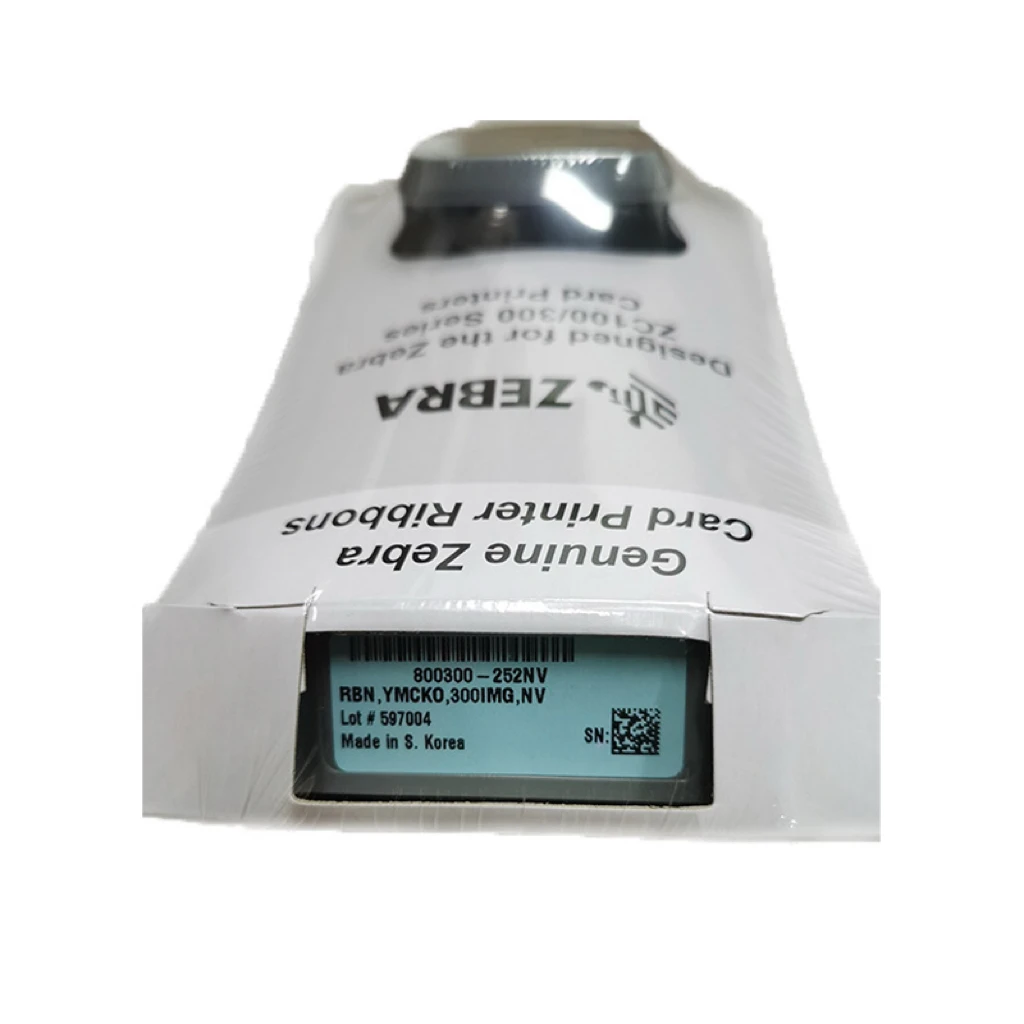 Genuine Zebra
Card Printer Ribbons
ZEBRA
Designed for the Zebra
ZC100/300 Series
Card Printers
800300-252NV
RBN,YMCKO,300IMG,NV
Lot # 597004
Made in S. Korea
SN: